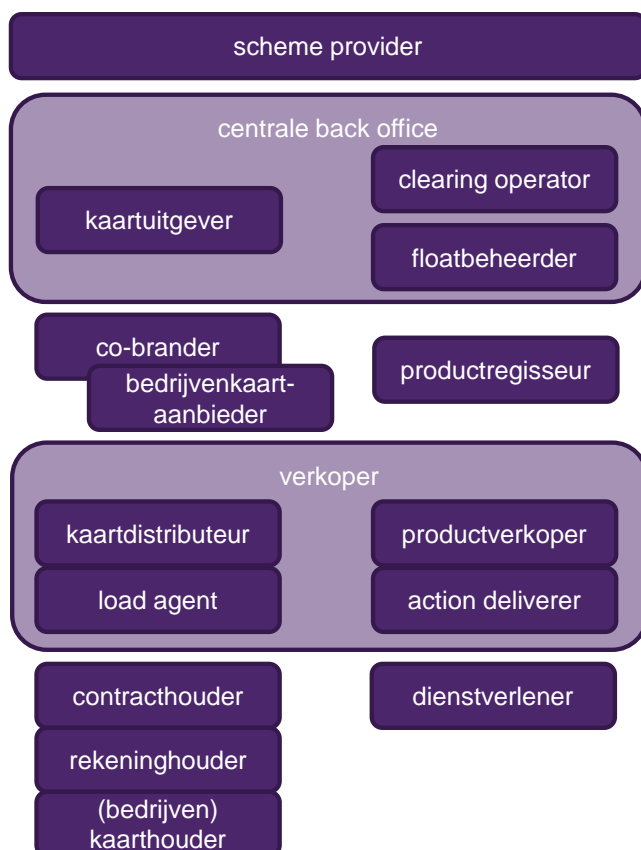 scheme provider
centrale back office
kaartuitgever
clearing operator
floatbeheerder
co-brander
bedrijvenkaart-
aanbieder
productregisseur
verkoper
kaartdistributeur
productverkoper
load agent
action deliverer
contracthouder
dienstverlener
rekeninghouder
(bedrijven)
kaarthouder